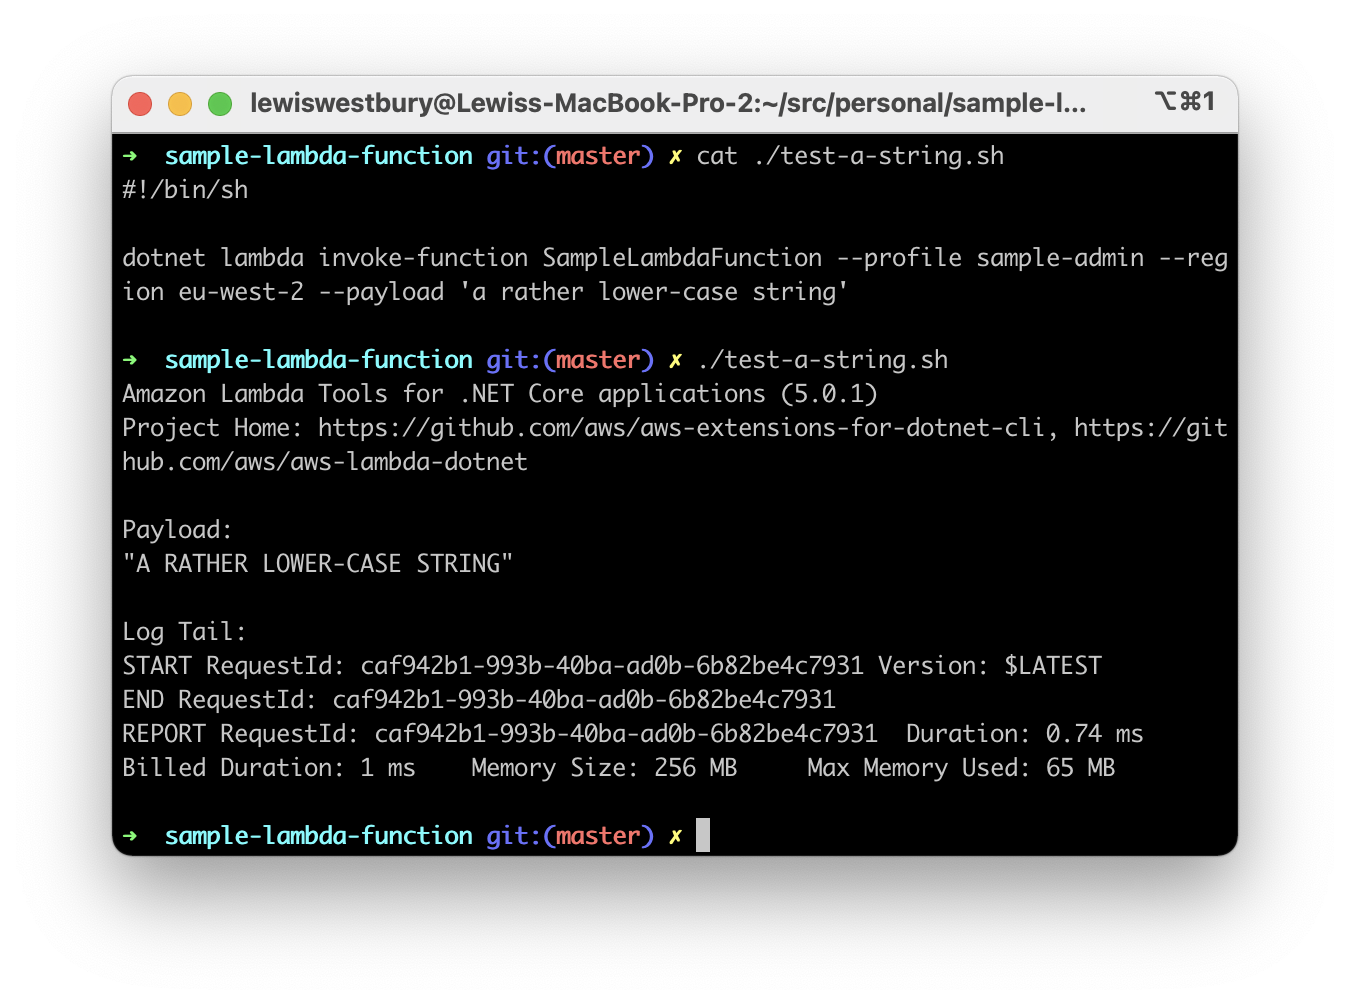 lewiswestbury@Lewiss-MacBook-Pro-2:~/src/personal/sample-l... ⌥⌘1
➜  sample-lambda-function git:(master) ✗ cat ./test-a-string.sh
#!/bin/sh

dotnet lambda invoke-function SampleLambdaFunction --profile sample-admin --reg
ion eu-west-2 --payload 'a rather lower-case string'

➜  sample-lambda-function git:(master) ✗ ./test-a-string.sh
Amazon Lambda Tools for .NET Core applications (5.0.1)
Project Home: https://github.com/aws/aws-extensions-for-dotnet-cli, https://git
hub.com/aws/aws-lambda-dotnet

Payload:
"A RATHER LOWER-CASE STRING"

Log Tail:
START RequestId: caf942b1-993b-40ba-ad0b-6b82be4c7931 Version: $LATEST
END RequestId: caf942b1-993b-40ba-ad0b-6b82be4c7931
REPORT RequestId: caf942b1-993b-40ba-ad0b-6b82be4c7931  Duration: 0.74 ms
Billed Duration: 1 ms    Memory Size: 256 MB     Max Memory Used: 65 MB

➜  sample-lambda-function git:(master) ✗